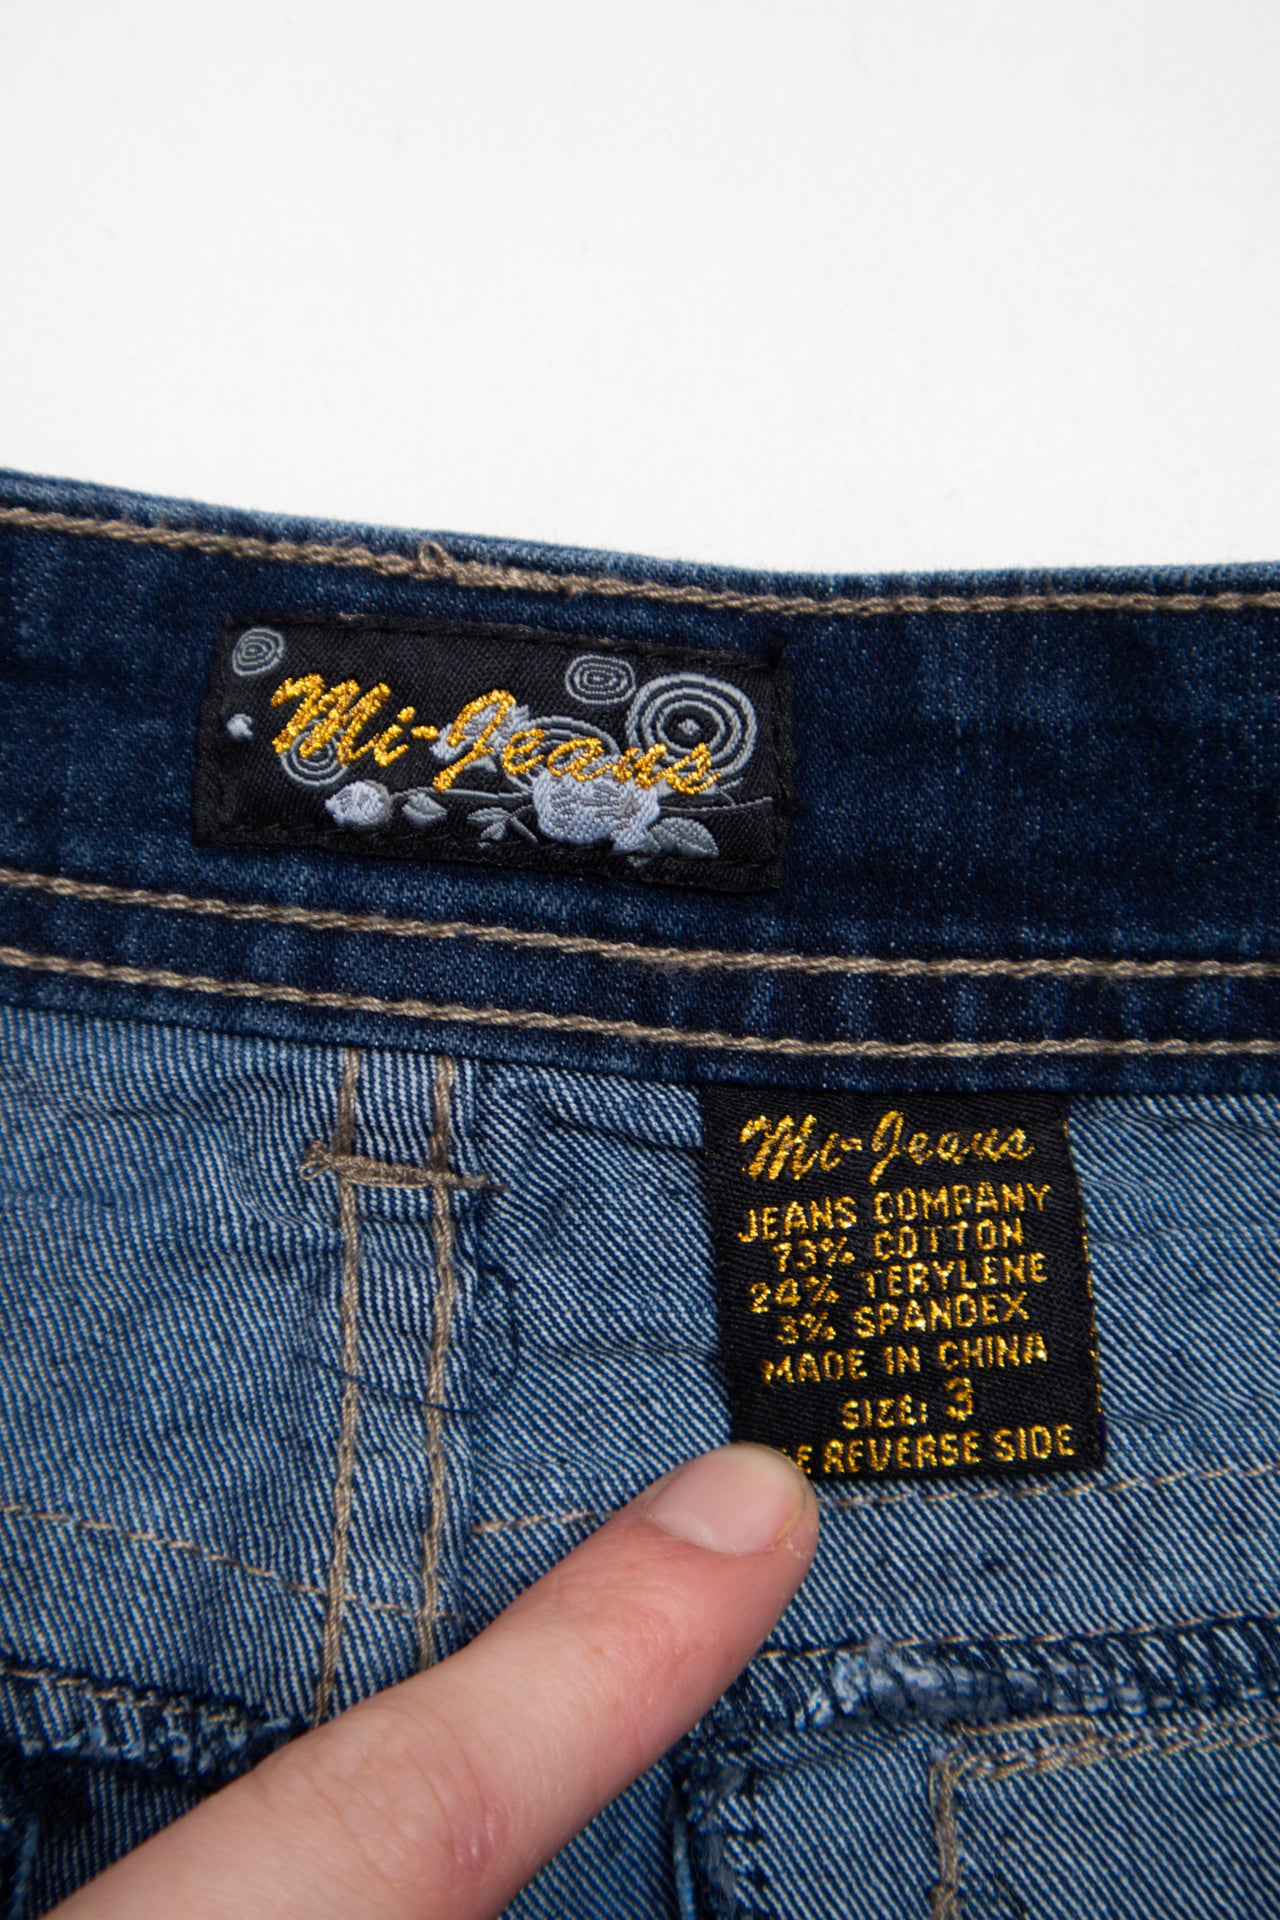 Mi-Jeans
Mi-Jeans
JEANS COMPANY
73% COTTON
24% TERYLENE
3% SPANDEX
MADE IN CHINA
SIZE: 3
REVERSE SIDE